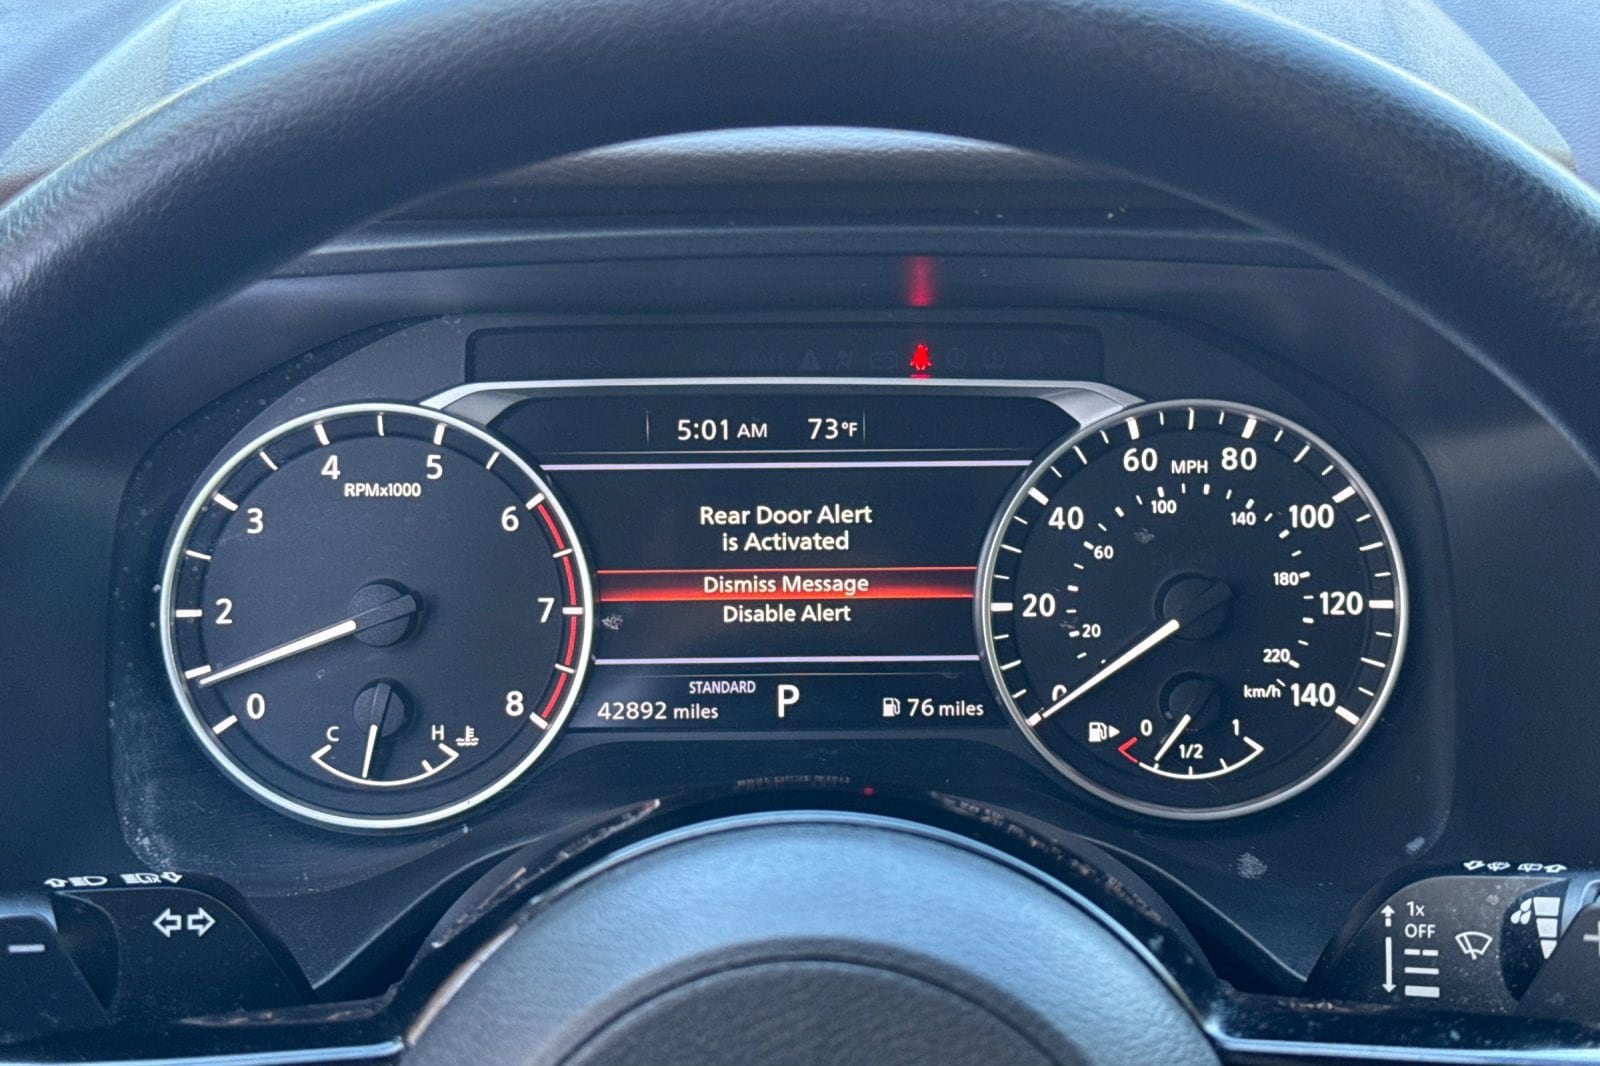 5:01 AM 73°F
4 5
RPMx1000
3 6
2 7
0 8
C H
Rear Door Alert
is Activated
Dismiss Message
Disable Alert
STANDARD
42892 miles P 76 miles
60 MPH 80
40 100
20 120
0 140
100 140
60 180
20 220
km/h
0 1/2 1
1x
OFF